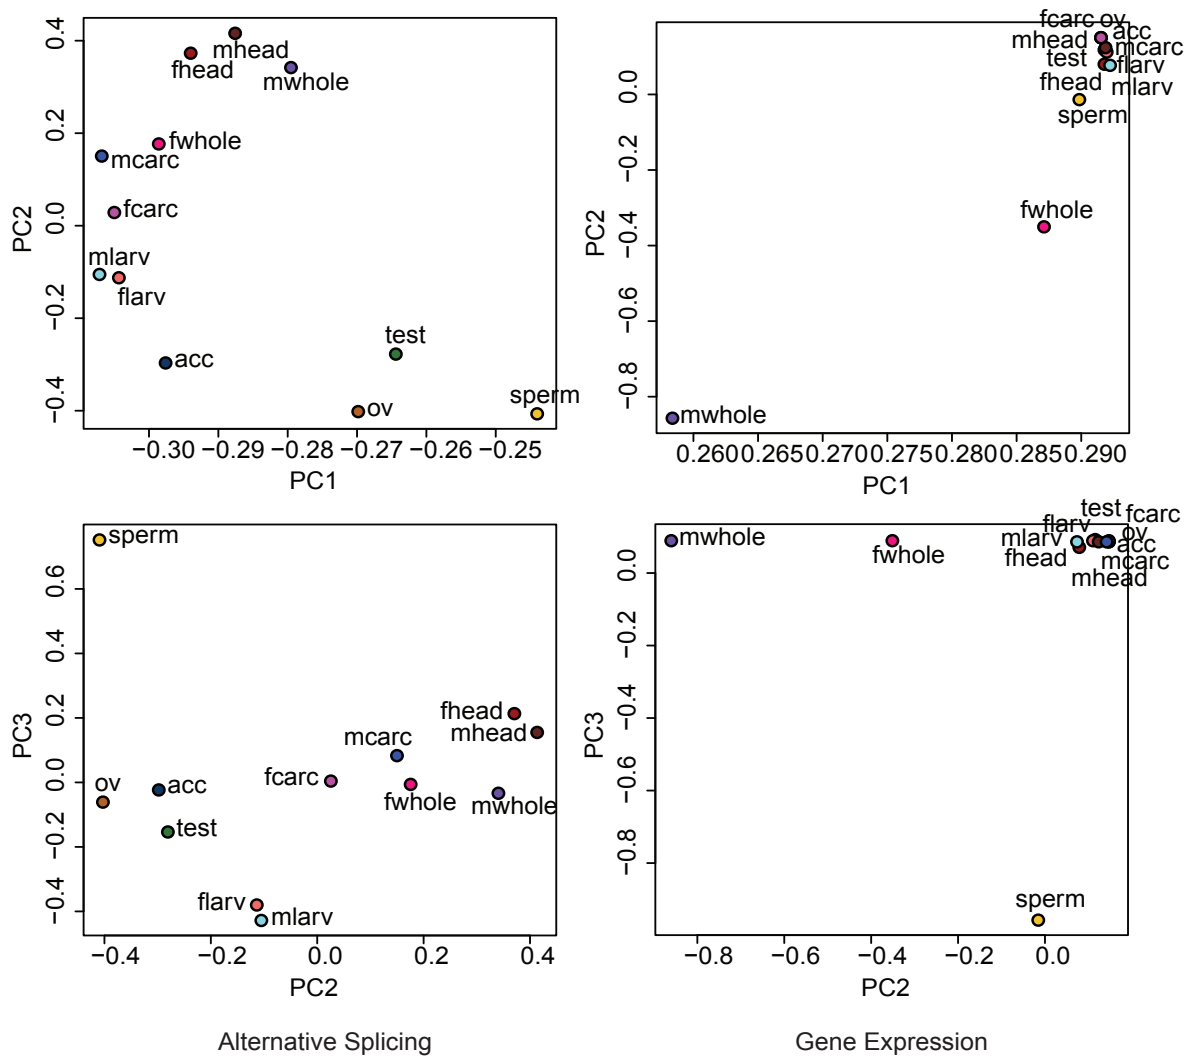 0.4
0.2
0.0
−0.2
−0.4
PC2
mhead
fhead
mwhole
fwhole
mcarc
fcarc
mlarv
flarv
acc
test
ov
sperm
−0.30 −0.29 −0.28 −0.27 −0.26 −0.25
PC1
0.0
−0.2
−0.4
−0.6
−0.8
PC2
fcarc ov
acc
mhead
mcarc
test
flarv
fhead
mlarv
sperm
fwhole
mwhole
0.260 0.265 0.270 0.275 0.280 0.285 0.290
PC1
0.6
0.4
0.2
0.0
−0.2
−0.4
PC3
sperm
fhead
mhead
mcarc
fcarc
fwhole
mwhole
ov
acc
test
flarv
mlarv
−0.4 −0.2 0.0 0.2 0.4
PC2
0.0
−0.2
−0.4
−0.6
−0.8
PC3
test
fcarc
flarv
ov
mlarv
acc
fhead
mcarc
mhead
mwhole
fwhole
sperm
−0.8 −0.6 −0.4 −0.2 0.0
PC2
Alternative Splicing
Gene Expression